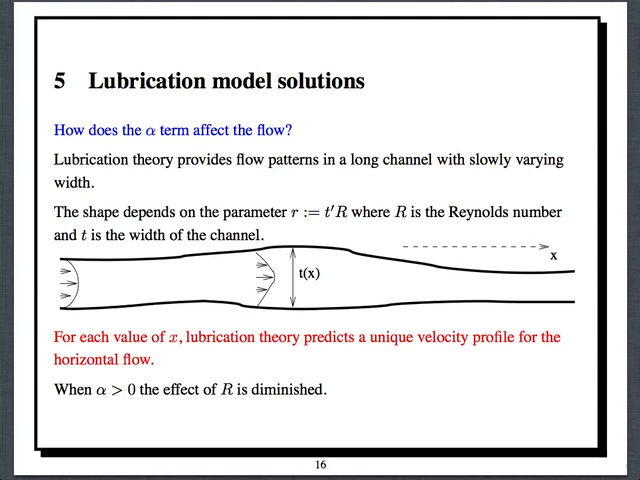 5 Lubrication model solutions
How does the α term affect the flow?
Lubrication theory provides flow patterns in a long channel with slowly varying
width.
The shape depends on the parameter r := t′R where R is the Reynolds number
and t is the width of the channel.
x
t(x)
For each value of x, lubrication theory predicts a unique velocity profile for the
horizontal flow.
When α > 0 the effect of R is diminished.
16